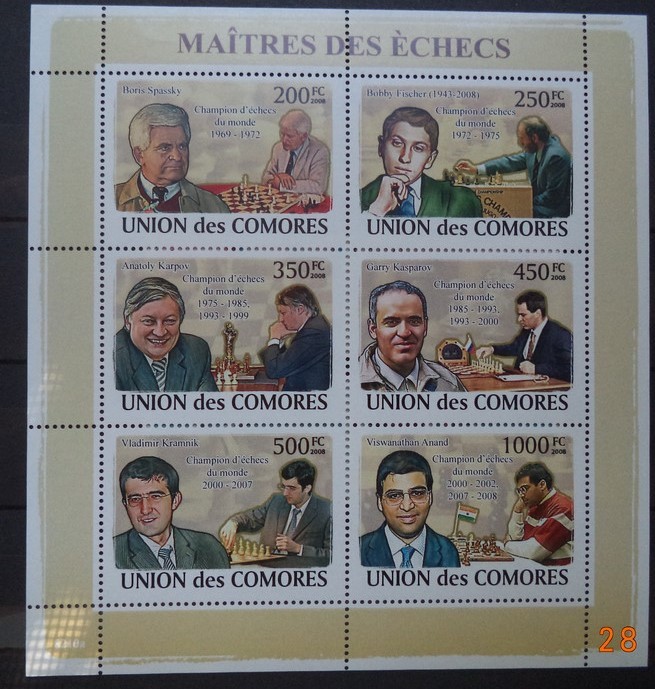 MAÎTRES DES ÈCHECS
Boris Spassky
200FC
2008
Champion d'échecs
du monde
1969 - 1972
UNION des COMORES
Bobby Fischer (1943-2008)
250FC
2008
Champion d'échecs
du monde
1972 - 1975
UNION des COMORES
Anatoly Karpov
350FC
2008
Champion d'échecs
du monde
1975 - 1985,
1993 - 1999
UNION des COMORES
Garry Kasparov
450FC
2008
Champion d'échecs
du monde
1985 - 1993,
1993 - 2000
UNION des COMORES
Vladimir Kramnik
500FC
2008
Champion d'échecs
du monde
2000 - 2007
UNION des COMORES
Viswanathan Anand
1000FC
2008
Champion d'échecs
du monde
2000 - 2002,
2007 - 2008
UNION des COMORES
28